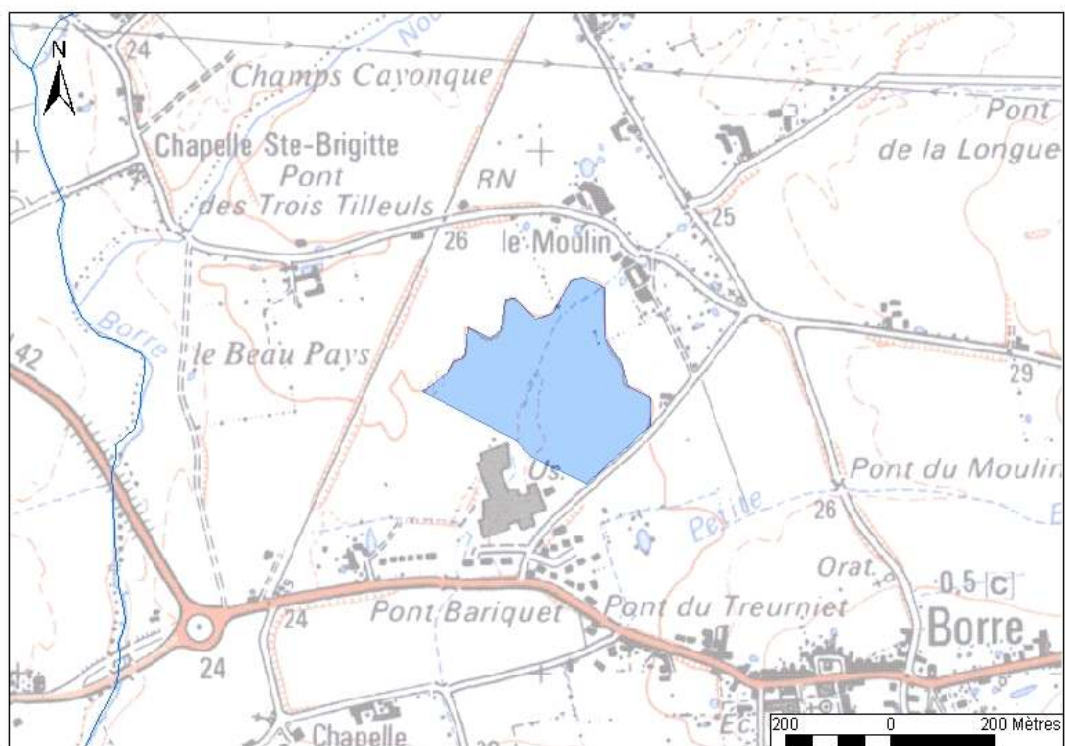 N
24
Champs Cavonque
Pont
Chapelle Ste-Brigitte
de la Longue
Pont
RN
des Trois Tilleuls
25
26
le Moulin
Borre
le Beau Pays
42
29
Us.
Pont du Moulin
Petite
26
Orat.
0,5 C
Pont Bariquet
Pont du Treurniet
Borre
24
24
Ec.
Chapelle
200 0 200 Mètres